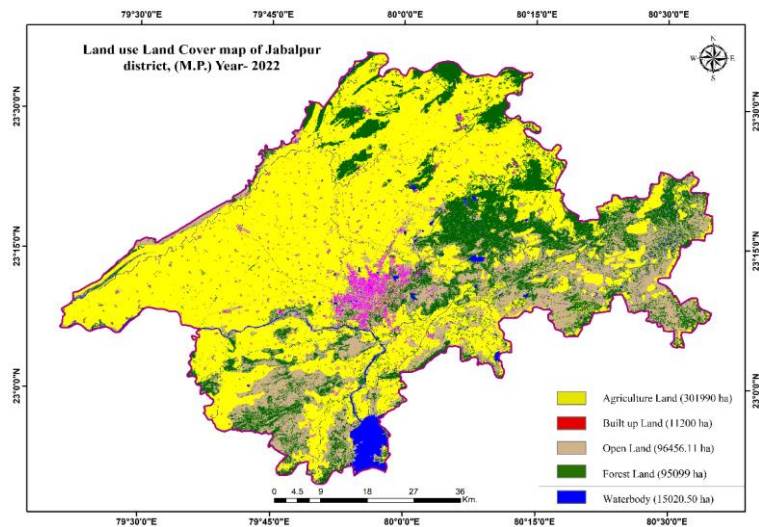 79°30'0"E 79°45'0"E 80°0'0"E 80°15'0"E 80°30'0"E
Land use Land Cover map of Jabalpur
district, (M.P.) Year- 2022
N
W E
S
23°30'0"N 23°30'0"N
23°15'0"N 23°15'0"N
23°0'0"N 23°0'0"N
Agriculture Land (301990 ha)
Built up Land (11200 ha)
Open Land (96456.11 ha)
Forest Land (95099 ha)
Waterbody (15020.50 ha)
0 4.5 9 18 27 36
Km.
79°30'0"E 79°45'0"E 80°0'0"E 80°15'0"E 80°30'0"E